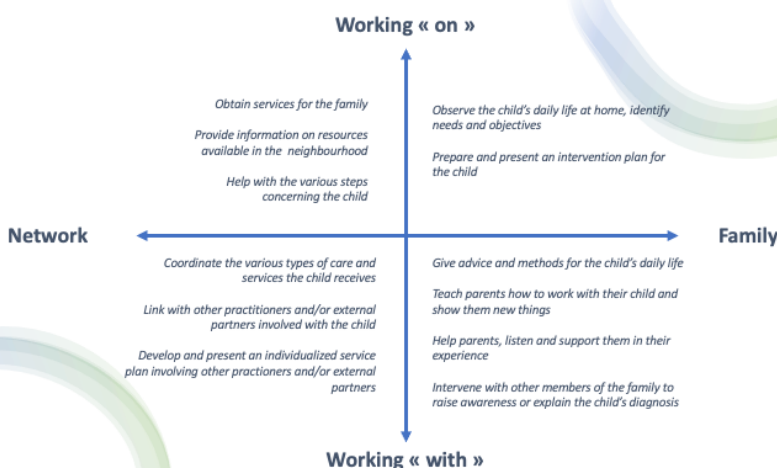 Working « on »
Obtain services for the family
Provide information on resources
available in the neighbourhood
Help with the various steps
concerning the child
Observe the child's daily life at home, identify
needs and objectives
Prepare and present an intervention plan for
the child
Network
Family
Coordinate the various types of care and
services the child receives
Link with other practitioners and/or external
partners involved with the child
Develop and present an individualized service
plan involving other practioners and/or external
partners
Give advice and methods for the child's daily life
Teach parents how to work with their child and
show them new things
Help parents, listen and support them in their
experience
Intervene with other members of the family to
raise awareness or explain the child's diagnosis
Working « with »